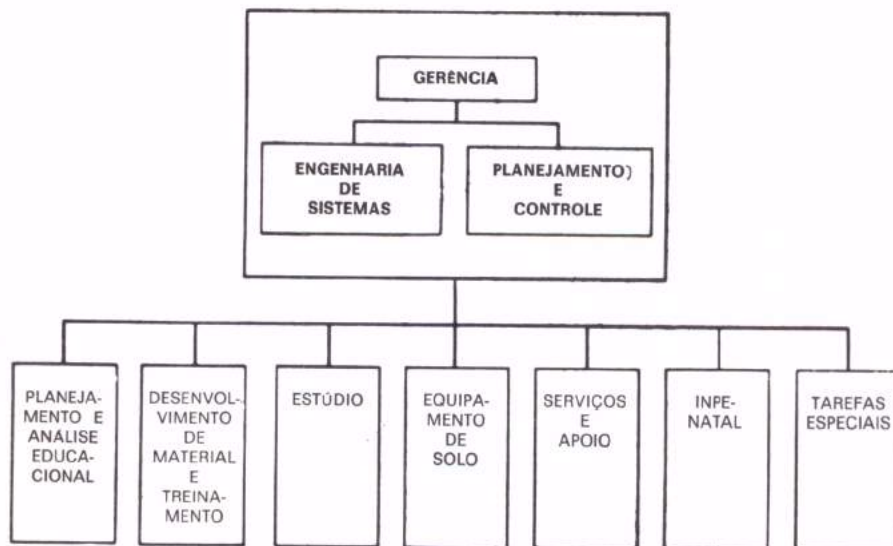 GERÊNCIA
ENGENHARIA
DE
SISTEMAS
PLANEJAMENTO)
E
CONTROLE
PLANEJA-
MENTO E
ANÁLISE
EDUCA-
CIONAL
DESENVOL-
VIMENTO
DE
MATERIAL
E
TREINA-
MENTO
ESTÚDIO
EQUIPA-
MENTO
DE
SOLO
SERVIÇOS
E
APOIO
INPE-
NATAL
TAREFAS
ESPECIAIS